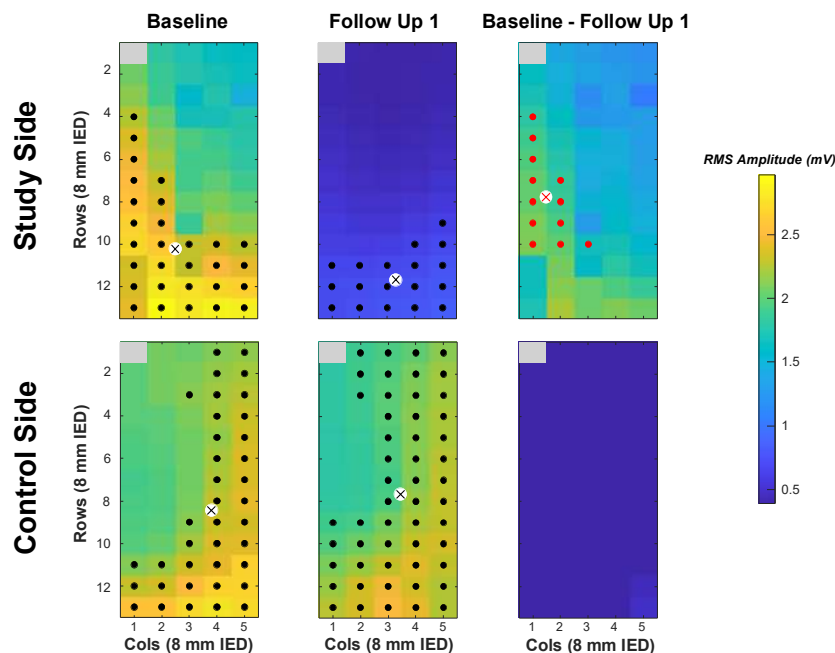 Baseline Follow Up 1 Baseline - Follow Up 1
Study Side
Rows (8 mm IED)
2
4
6
8
10
12
RMS Amplitude (mV)
2.5
2
1.5
1
0.5
Control Side
Rows (8 mm IED)
2
4
6
8
10
12
1 2 3 4 5 1 2 3 4 5 1 2 3 4 5
Cols (8 mm IED) Cols (8 mm IED) Cols (8 mm IED)